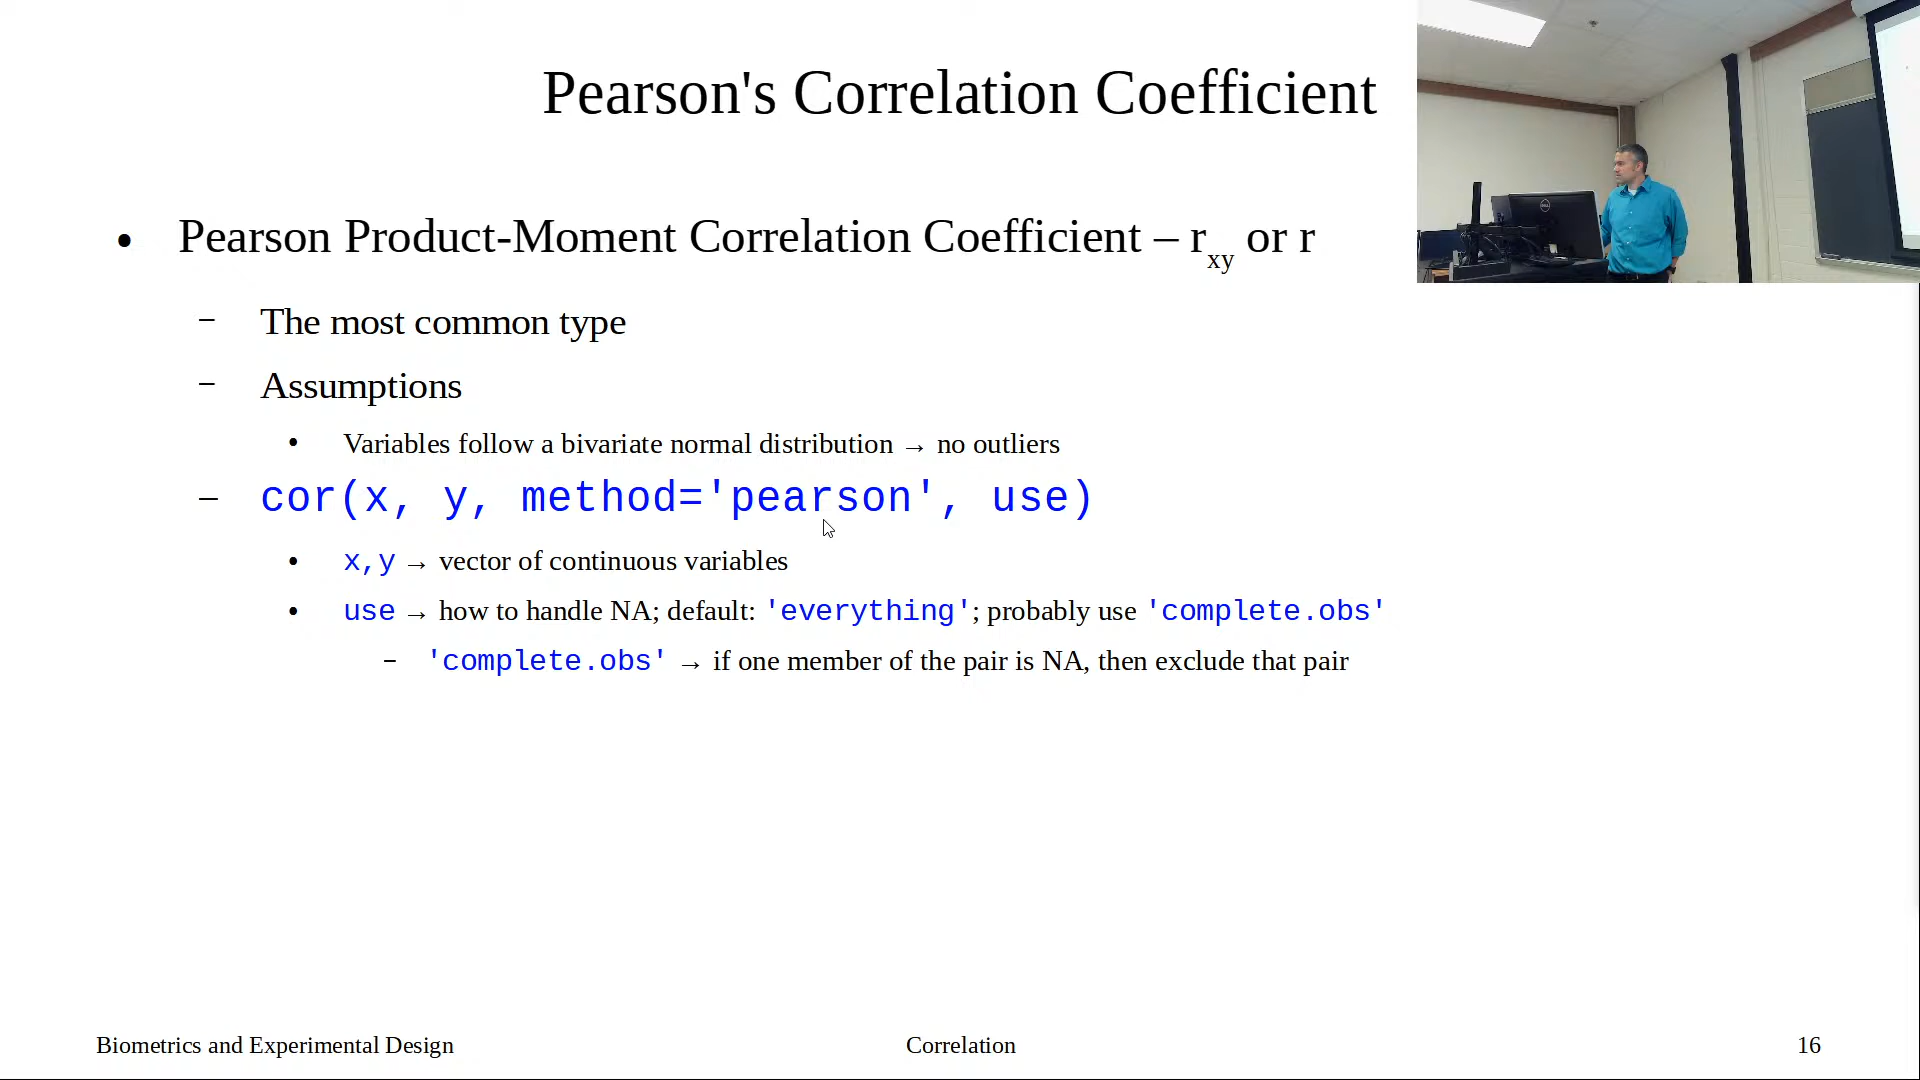 Pearson's Correlation Coefficient
• Pearson Product-Moment Correlation Coefficient – rxy or r
– The most common type
– Assumptions
• Variables follow a bivariate normal distribution → no outliers
– cor(x, y, method='pearson', use)
• x,y → vector of continuous variables
• use → how to handle NA; default: 'everything'; probably use 'complete.obs'
– 'complete.obs' → if one member of the pair is NA, then exclude that pair
Biometrics and Experimental Design
Correlation
16